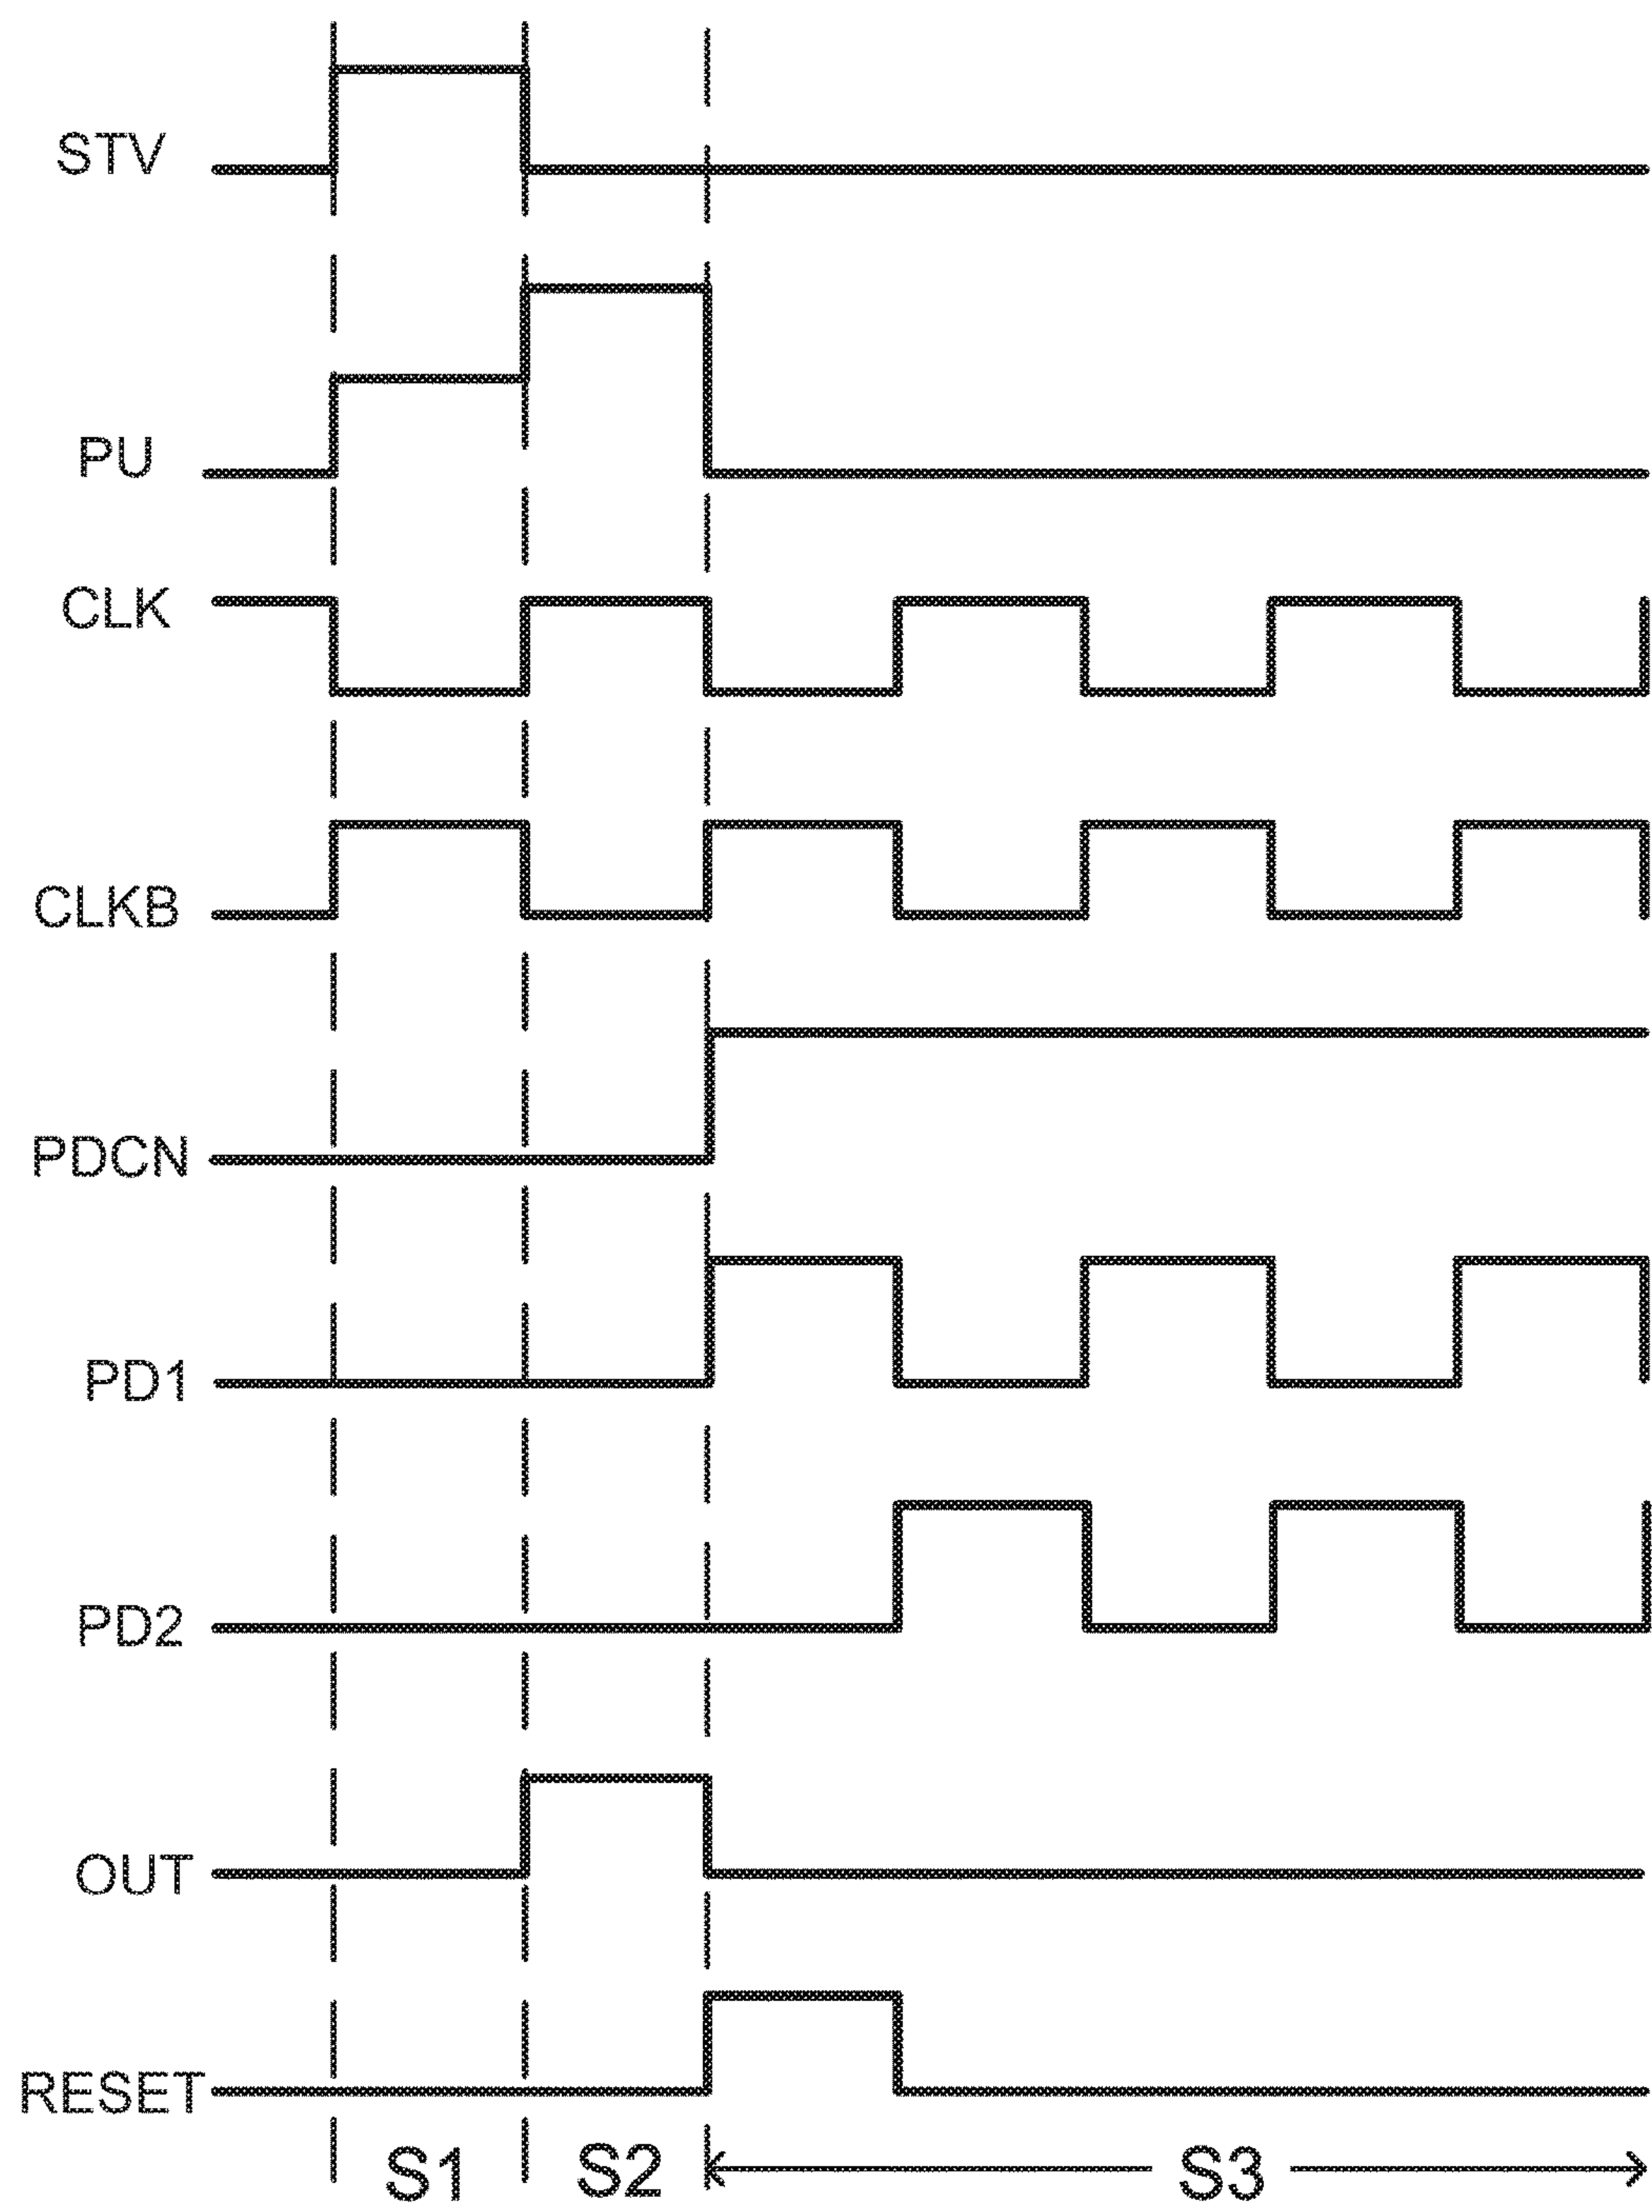 STV
PU
CLK
CLKB
PDCN
PD1
PD2
OUT
RESET
S1 S2 S3